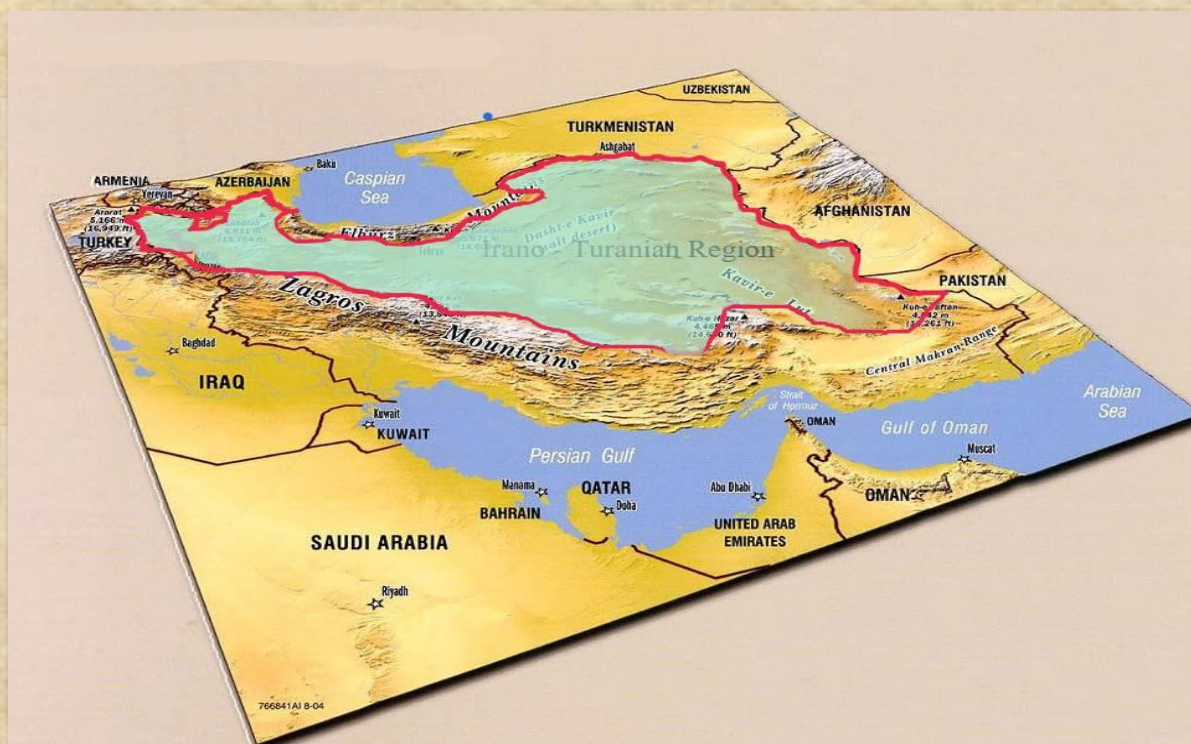 UZBEKISTAN
TURKMENISTAN
Ashgabat
Baku
Caspian
Sea
ARMENIA
Yerevan
AZERBAIJAN
Ararat
5,166 m
(16,949 ft)
TURKEY
Elburz
Mountains
Tehran
Dasht-e Kavir
(salt desert)
AFGHANISTAN
Irano - Turanian Region
Kavir-e Lut
PAKISTAN
Zagros
Mountains
Central Makran Range
Baghdad
IRAQ
Kuwait
KUWAIT
Strait
of Hormuz
OMAN
Gulf of Oman
Arabian
Sea
Muscat
OMAN
Persian Gulf
Manama
BAHRAIN
QATAR
Doha
Abu Dhabi
UNITED ARAB
EMIRATES
SAUDI ARABIA
Riyadh
766841AI 8-04